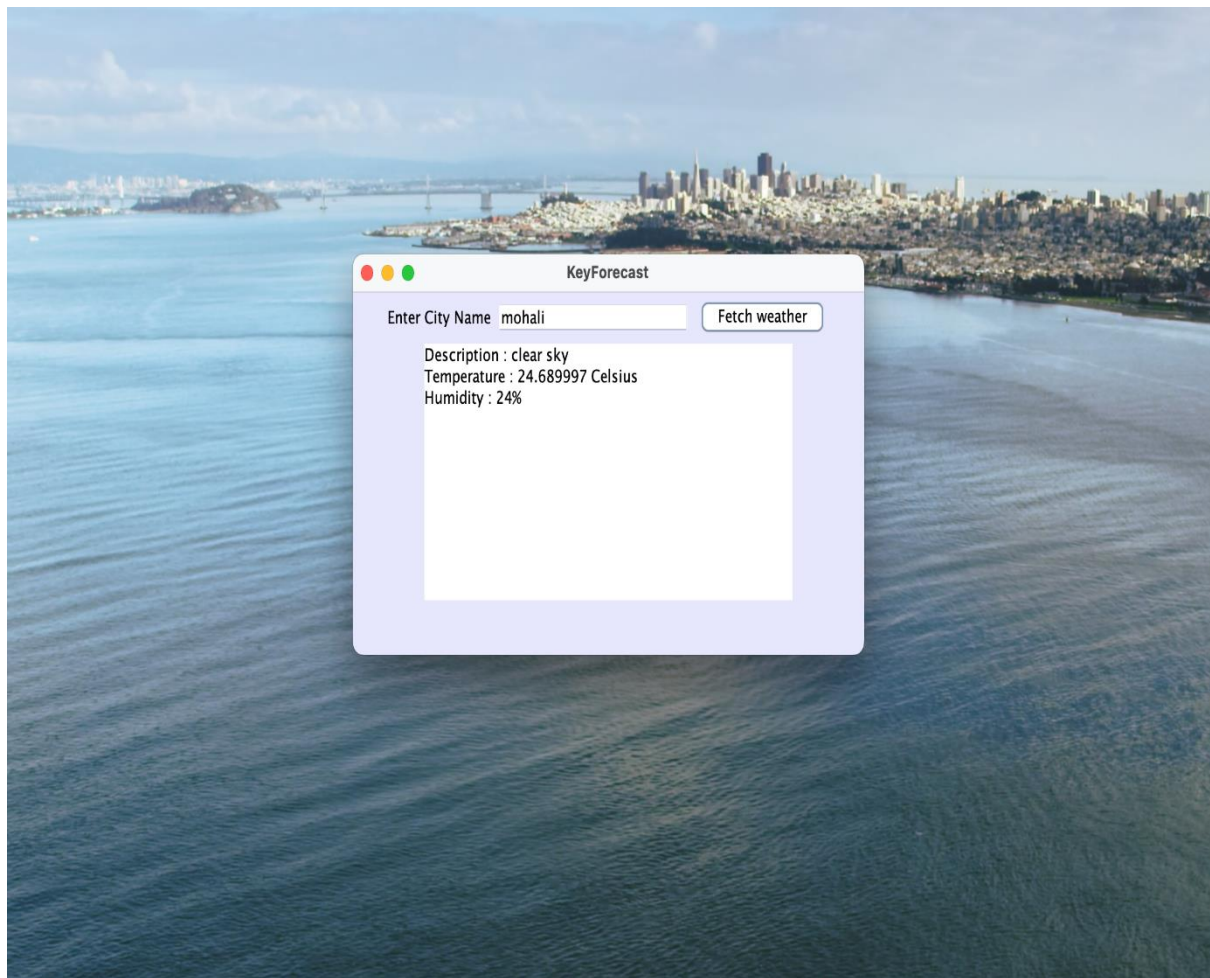 KeyForecast
Enter City Name mohali Fetch weather
Description : clear sky
Temperature : 24.689997 Celsius
Humidity : 24%